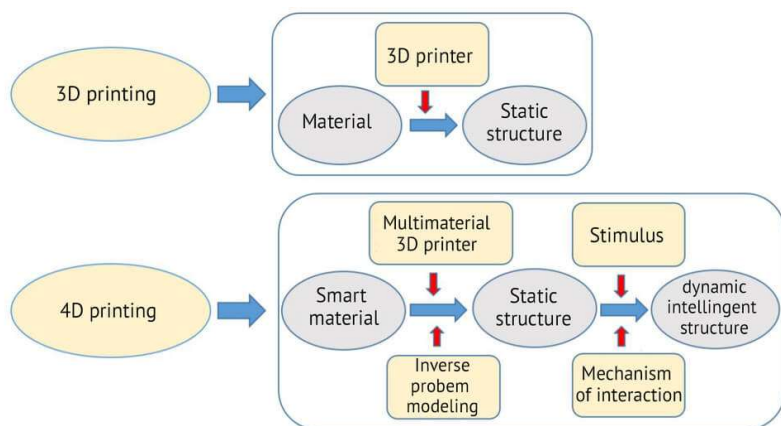 3D printing
3D printer
Material
Static
structure
4D printing
Multimaterial
3D printer
Stimulus
Smart
material
Static
structure
dynamic
intellingent
structure
Inverse
probem
modeling
Mechanism
of interaction